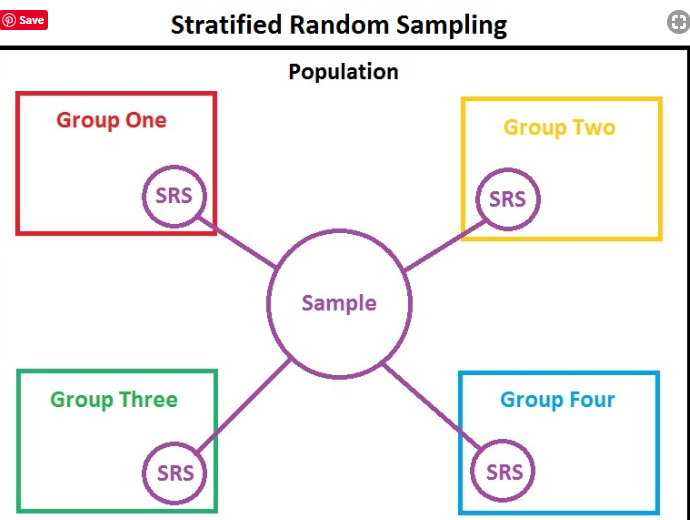 Save
Stratified Random Sampling
Population
Group One
Group Two
SRS
SRS
Sample
Group Three
Group Four
SRS
SRS